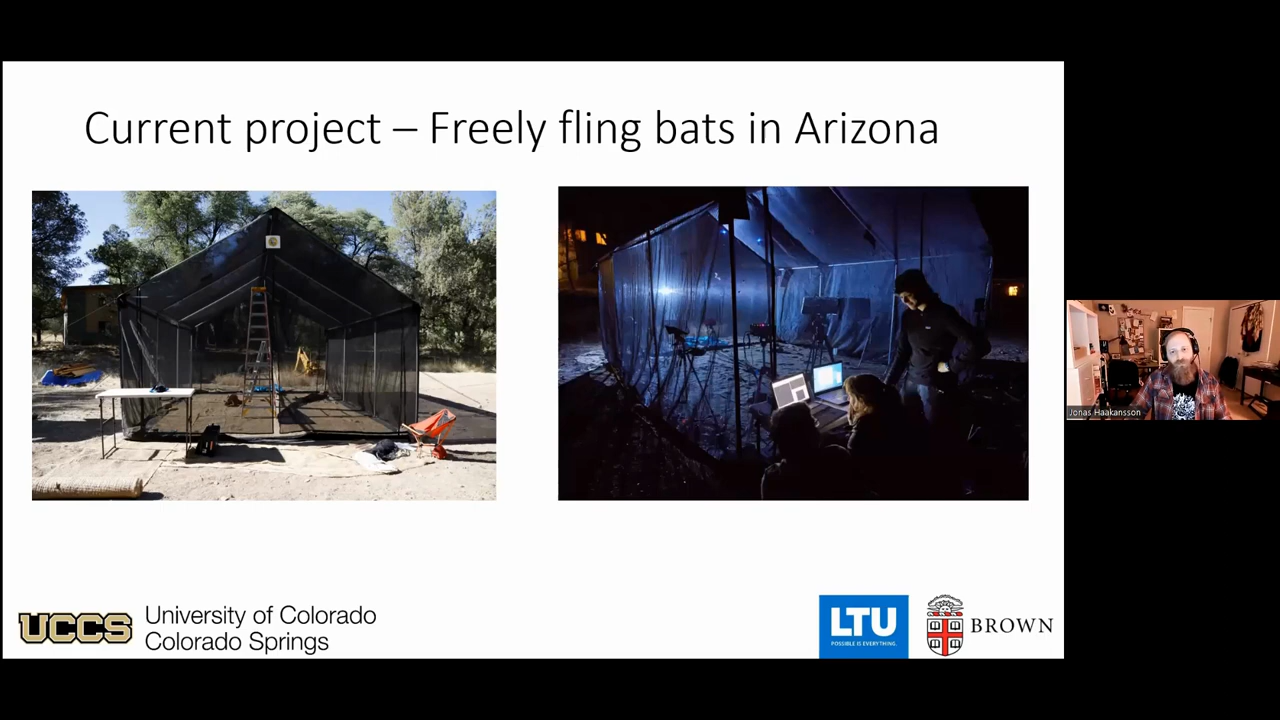 Current project – Freely fling bats in Arizona
Jonas Haakansson
UCCS
University of Colorado
Colorado Springs
LTU
POSSIBLE IS EVERYTHING.
BROWN